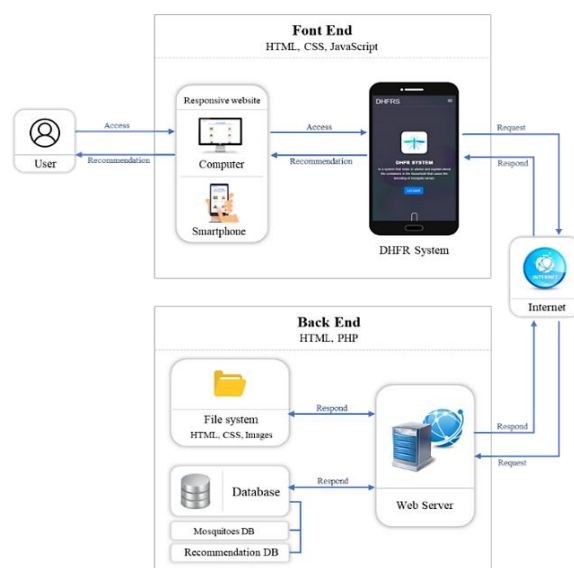 Font End
HTML, CSS, JavaScript
Responsive website
Access
Recommendation
User
Computer
Smartphone
Access
Recommendation
DHFRS
DHFR SYSTEM
DHFR System
Request
Respond
INTERNET
Internet
Back End
HTML, PHP
File system
HTML, CSS, Images
Respond
Database
Respond
Mosquitoes DB
Recommendation DB
Web Server
Respond
Request